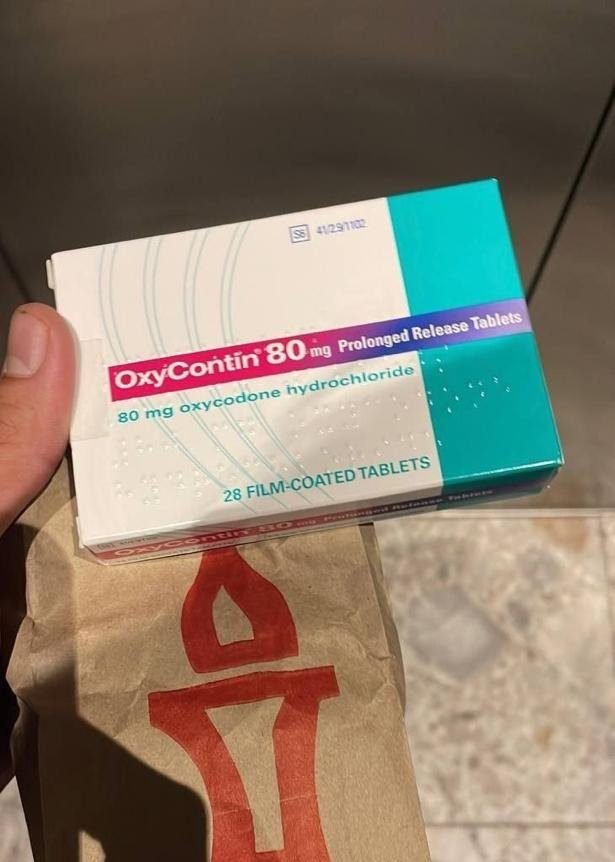 S6 41/2.9/1102
OxyContin® 80 mg Prolonged Release Tablets
80 mg oxycodone hydrochloride
28 FILM-COATED TABLETS
OxyContin 80 mg Prolonged Release Tablets